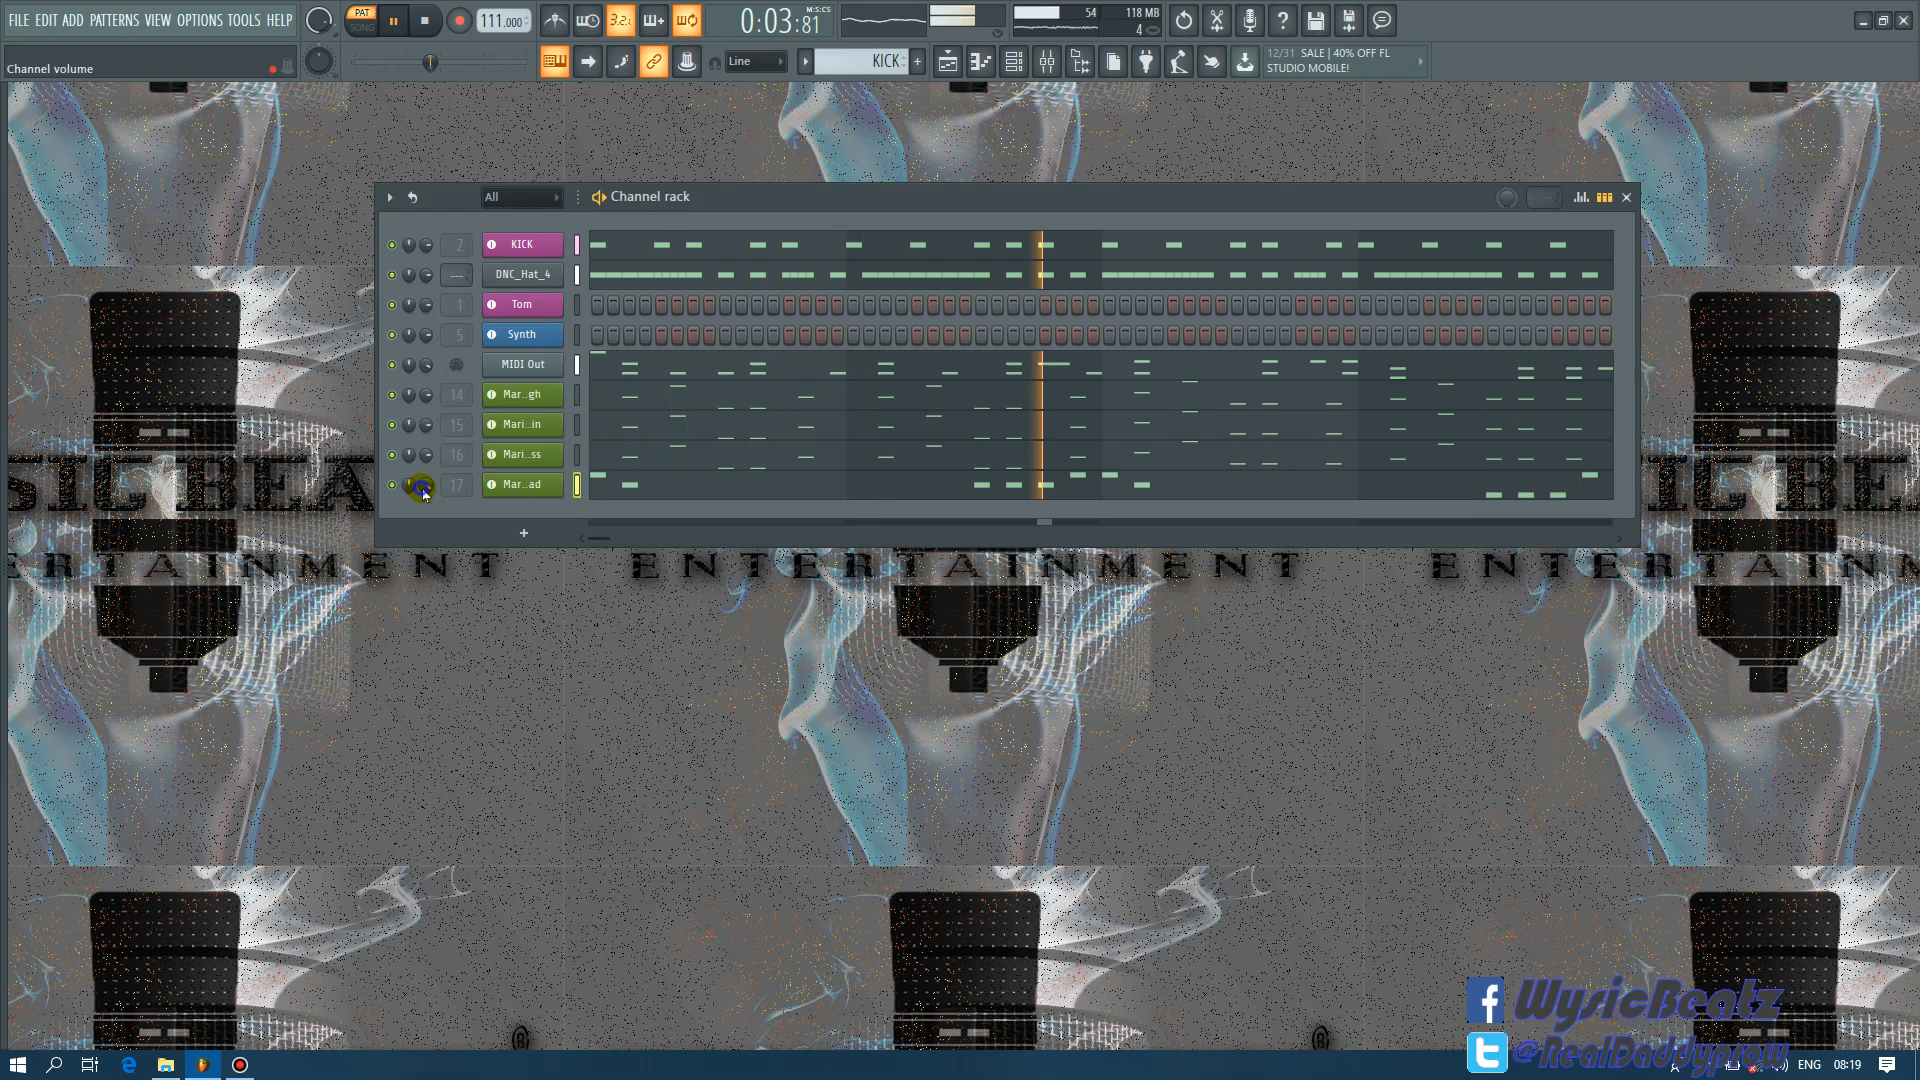 FILE EDIT ADD PATTERNS VIEW OPTIONS TOOLS HELP
PAT
SONG
111.000
3.2.
0:03:81
M:S:CS
54
118 MB
4
Channel volume
Line
KICK
12/31 SALE | 40% OFF FL
STUDIO MOBILE!
All
Channel rack
2
KICK
---
DNC_Hat_4
1
Tom
5
Synth
MIDI Out
14
Mar..gh
15
Mari..in
16
Mari..ss
17
Mar..ad
ENTERTAINMENT
WysicBeatz
@RealDaddyprow
ENG
08:19